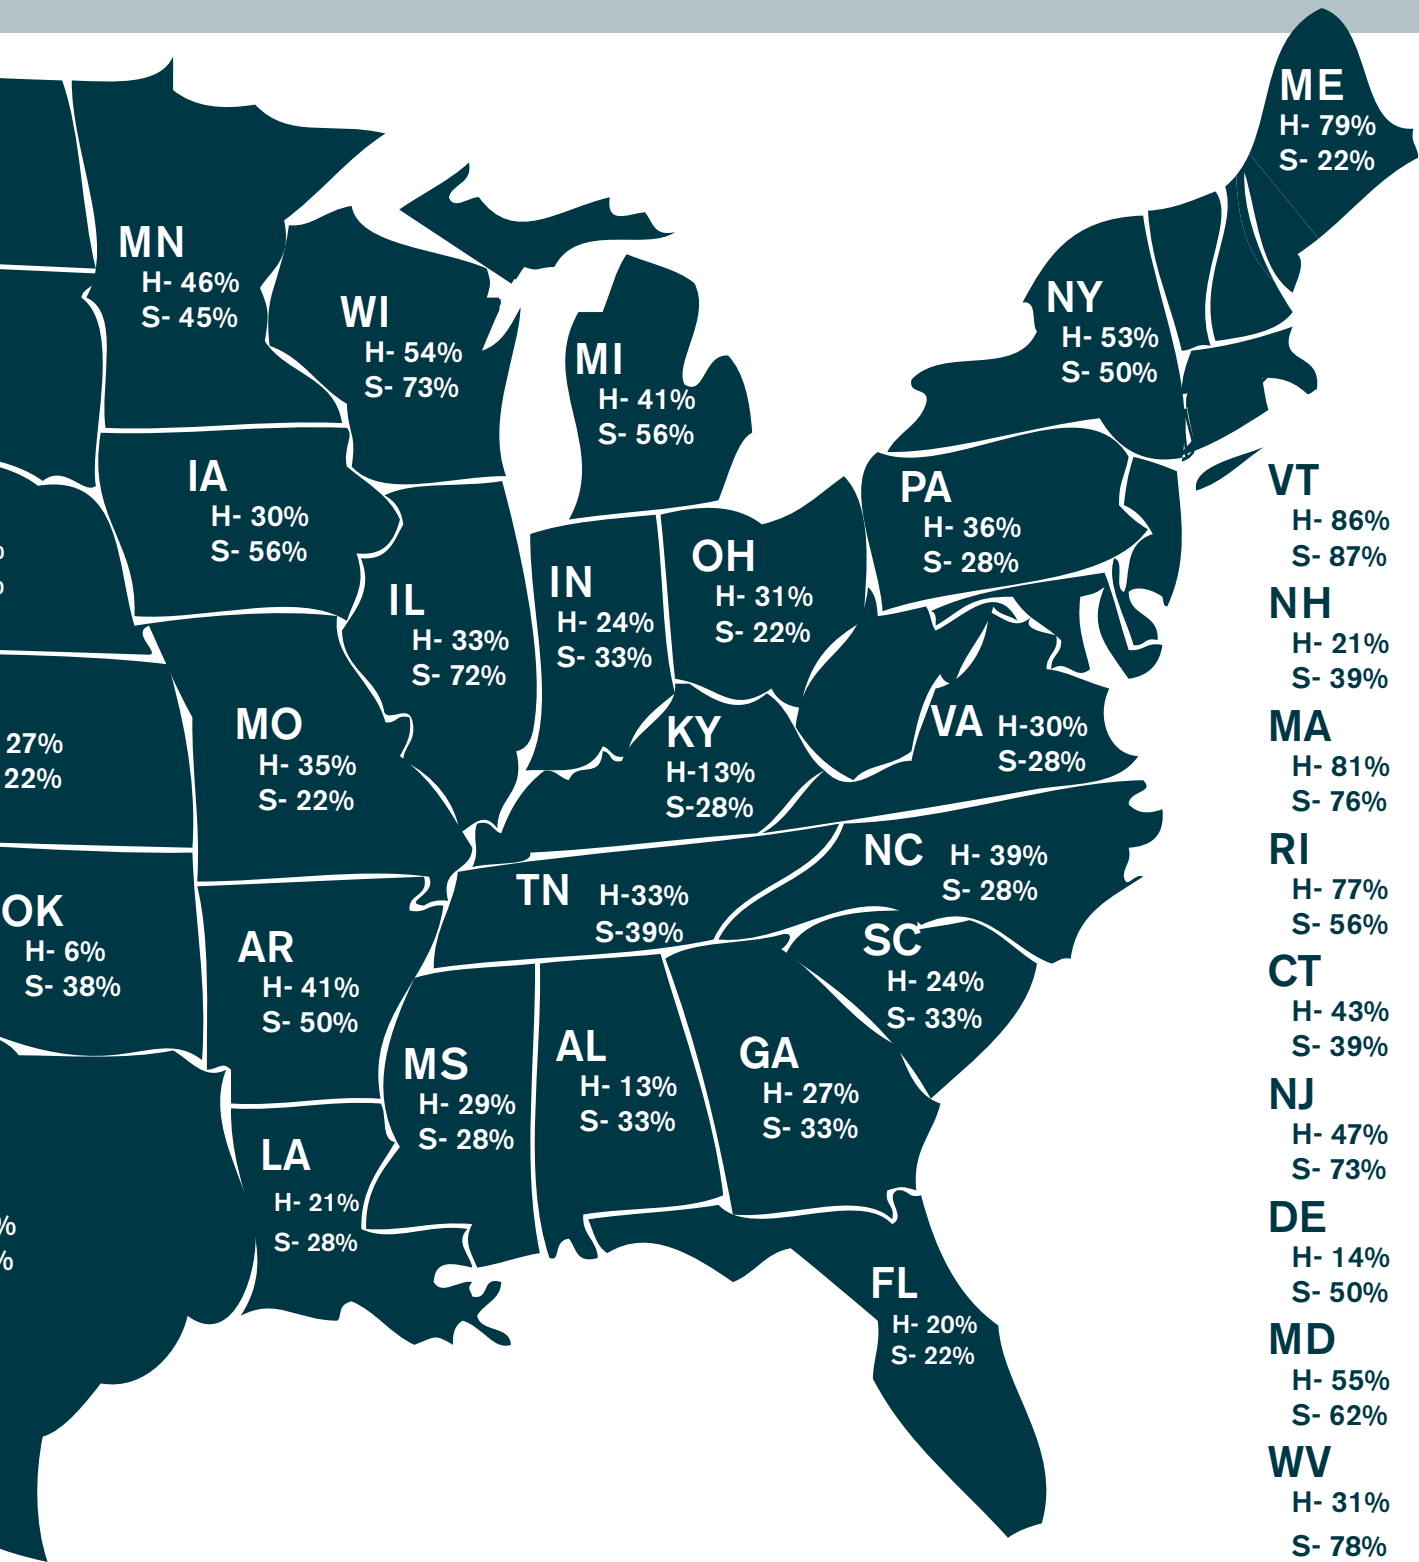 ME
H- 79%
S- 22%
MN
H- 46%
S- 45%
WI
H- 54%
S- 73%
MI
H- 41%
S- 56%
NY
H- 53%
S- 50%
IA
H- 30%
S- 56%
IL
H- 33%
S- 72%
IN
H- 24%
S- 33%
OH
H- 31%
S- 22%
PA
H- 36%
S- 28%
%
%
27%
22%
MO
H- 35%
S- 22%
KY
H-13%
S-28%
VA H-30%
S-28%
OK
H- 6%
S- 38%
AR
H- 41%
S- 50%
TN H-33%
S-39%
NC H- 39%
S- 28%
SC
H- 24%
S- 33%
MS
H- 29%
S- 28%
AL
H- 13%
S- 33%
GA
H- 27%
S- 33%
LA
H- 21%
S- 28%
%
%
FL
H- 20%
S- 22%
VT
H- 86%
S- 87%
NH
H- 21%
S- 39%
MA
H- 81%
S- 76%
RI
H- 77%
S- 56%
CT
H- 43%
S- 39%
NJ
H- 47%
S- 73%
DE
H- 14%
S- 50%
MD
H- 55%
S- 62%
WV
H- 31%
S- 78%